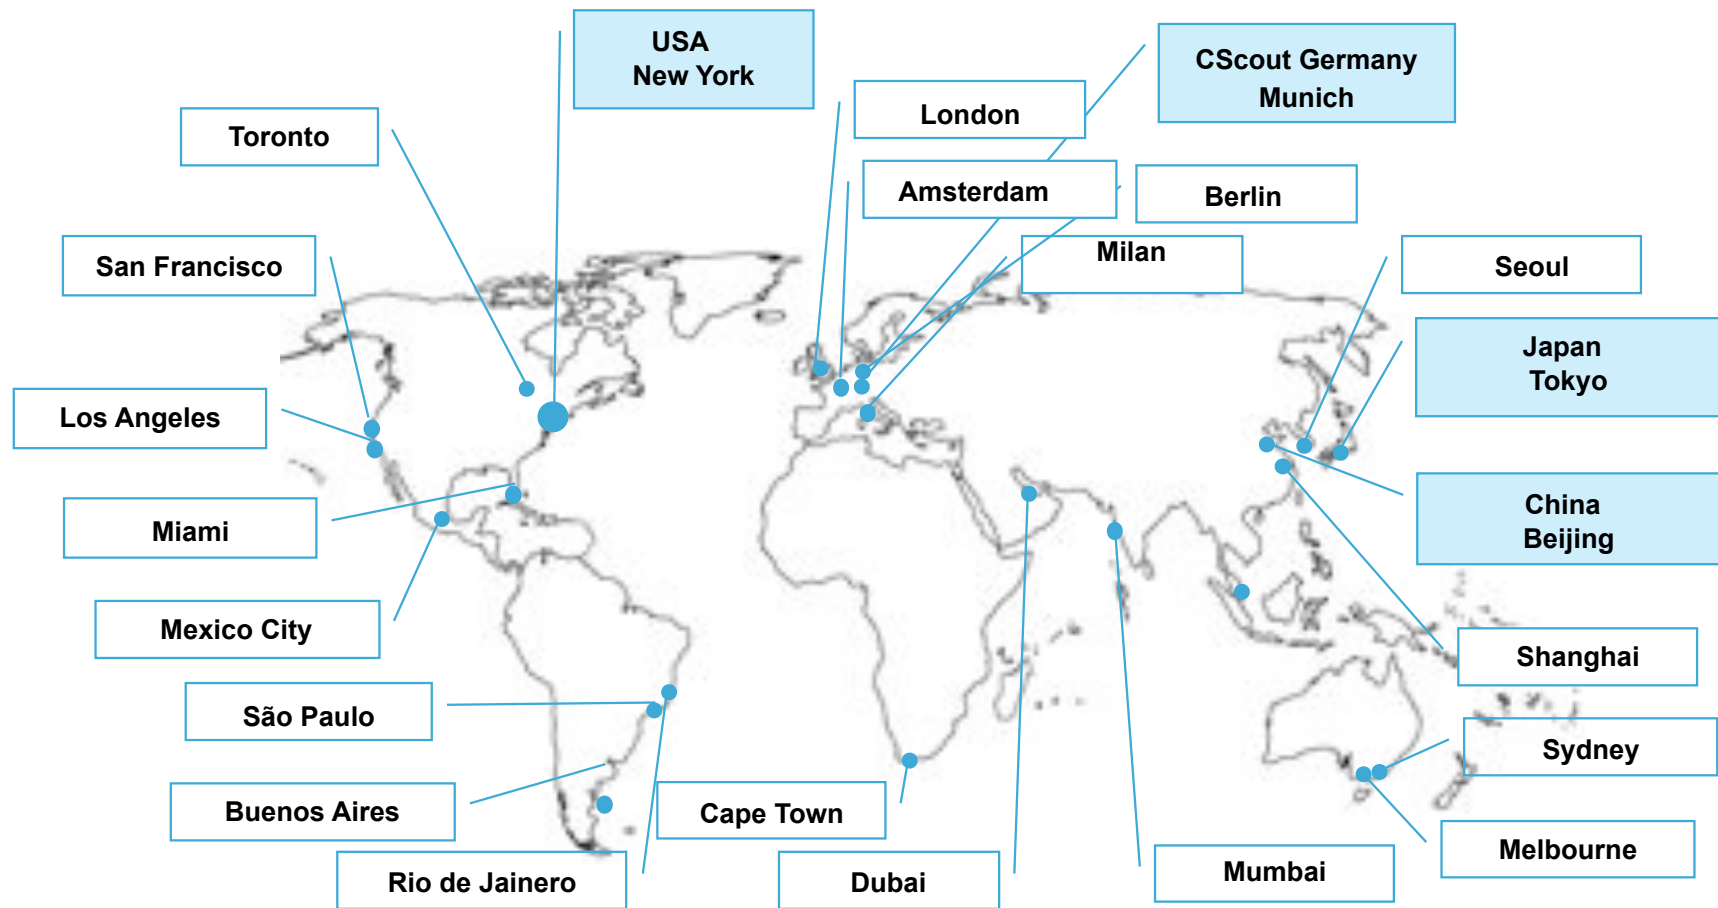 USA
New York
CScout Germany
Munich
London
Toronto
Amsterdam
Berlin
Milan
San Francisco
Seoul
Japan
Tokyo
Los Angeles
China
Beijing
Miami
Mexico City
Shanghai
São Paulo
Sydney
Buenos Aires
Cape Town
Melbourne
Rio de Jainero
Dubai
Mumbai